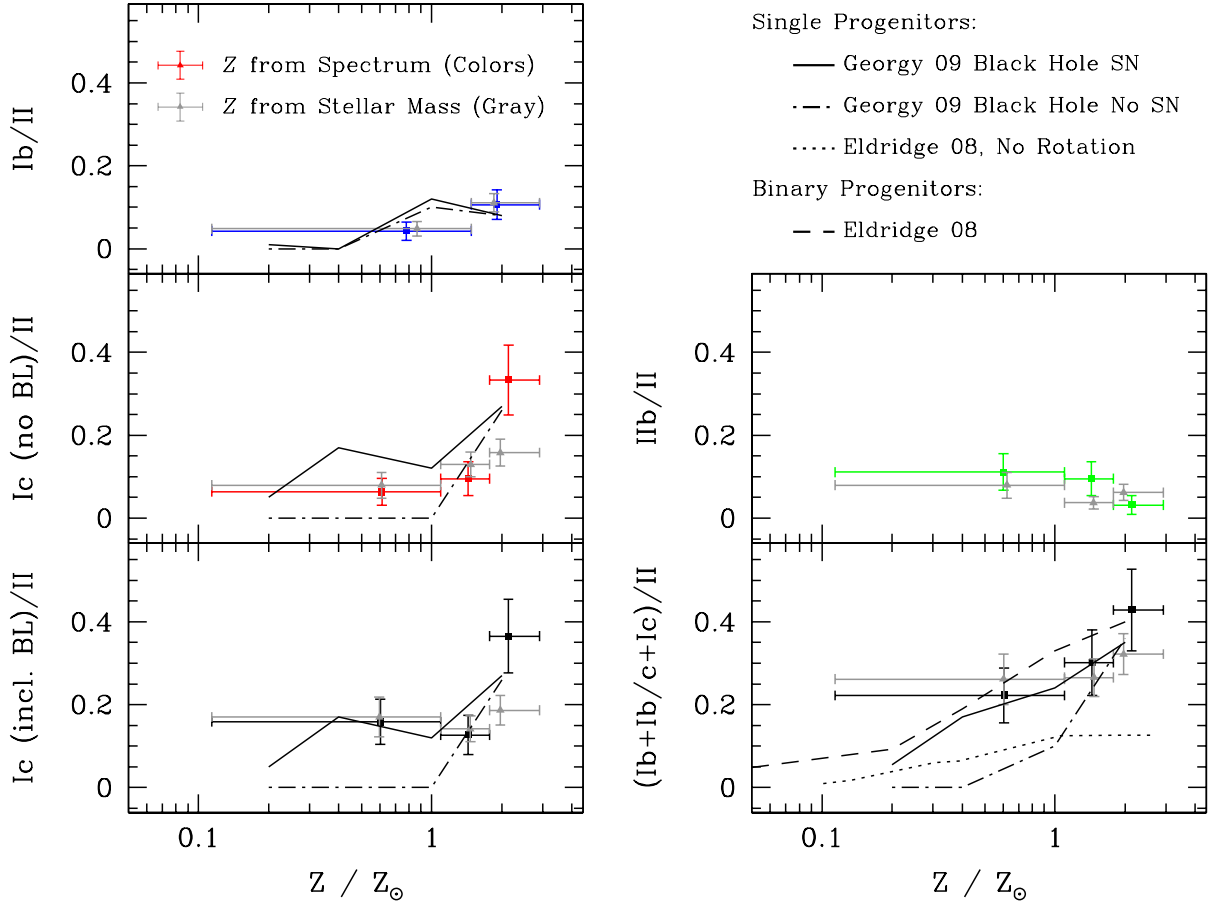 Single Progenitors:
Georgy 09 Black Hole SN
Georgy 09 Black Hole No SN
Eldridge 08, No Rotation
Binary Progenitors:
Eldridge 08
Z from Spectrum (Colors)
Z from Stellar Mass (Gray)
Ib/II
0.4
0.2
0
Ic (no BL)/II
0.4
0.2
0
Ic (incl. BL)/II
0.4
0.2
0
0.1 1
Z / Z⊙
IIb/II
0.4
0.2
0
(Ib+Ib/c+Ic)/II
0.4
0.2
0
0.1 1
Z / Z⊙